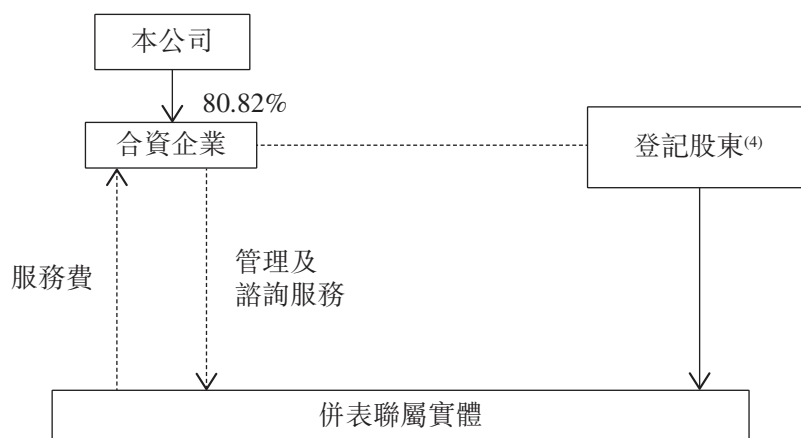 本公司
80.82%
合資企業
登記股東(4)
服務費
管理及
諮詢服務
併表聯屬實體